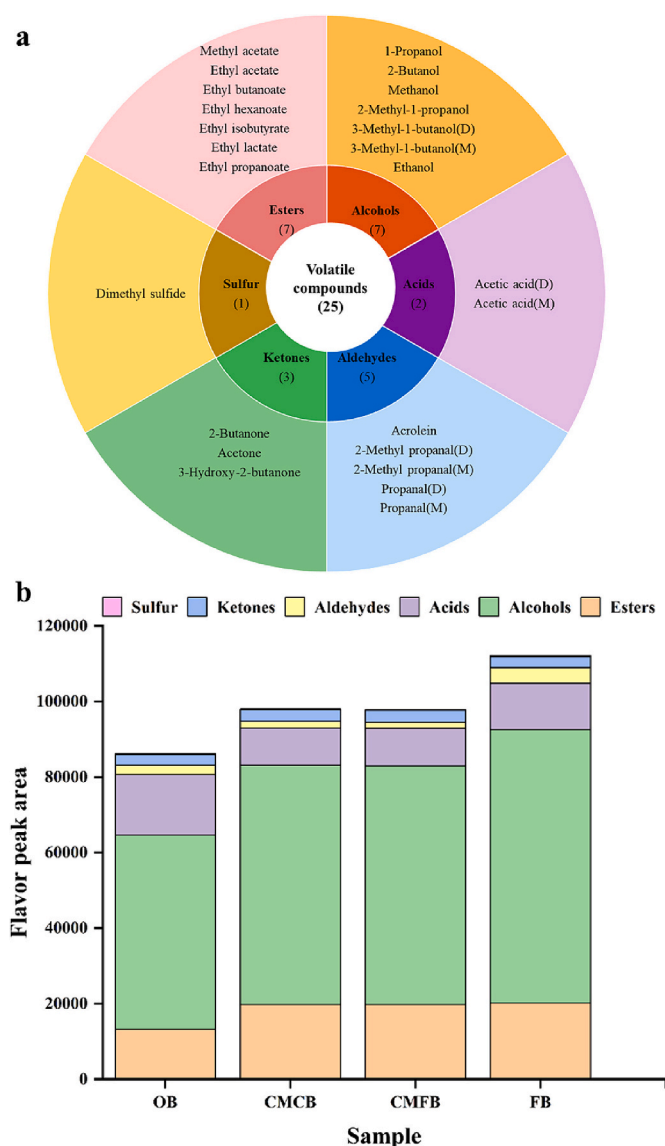 a
Methyl acetate
Ethyl acetate
Ethyl butanoate
Ethyl hexanoate
Ethyl isobutyrate
Ethyl lactate
Ethyl propanoate
1-Propanol
2-Butanol
Methanol
2-Methyl-1-propanol
3-Methyl-1-butanol(D)
3-Methyl-1-butanol(M)
Ethanol
Esters
(7)
Alcohols
(7)
Dimethyl sulfide
Sulfur
(1)
Volatile
compounds
(25)
Acids
(2)
Acetic acid(D)
Acetic acid(M)
Ketones
(3)
Aldehydes
(5)
2-Butanone
Acetone
3-Hydroxy-2-butanone
Acrolein
2-Methyl propanal(D)
2-Methyl propanal(M)
Propanal(D)
Propanal(M)
b
Sulfur Ketones Aldehydes Acids Alcohols Esters
120000
100000
80000
60000
40000
20000
0
Flavor peak area
OB CMCB CMFB FB
Sample